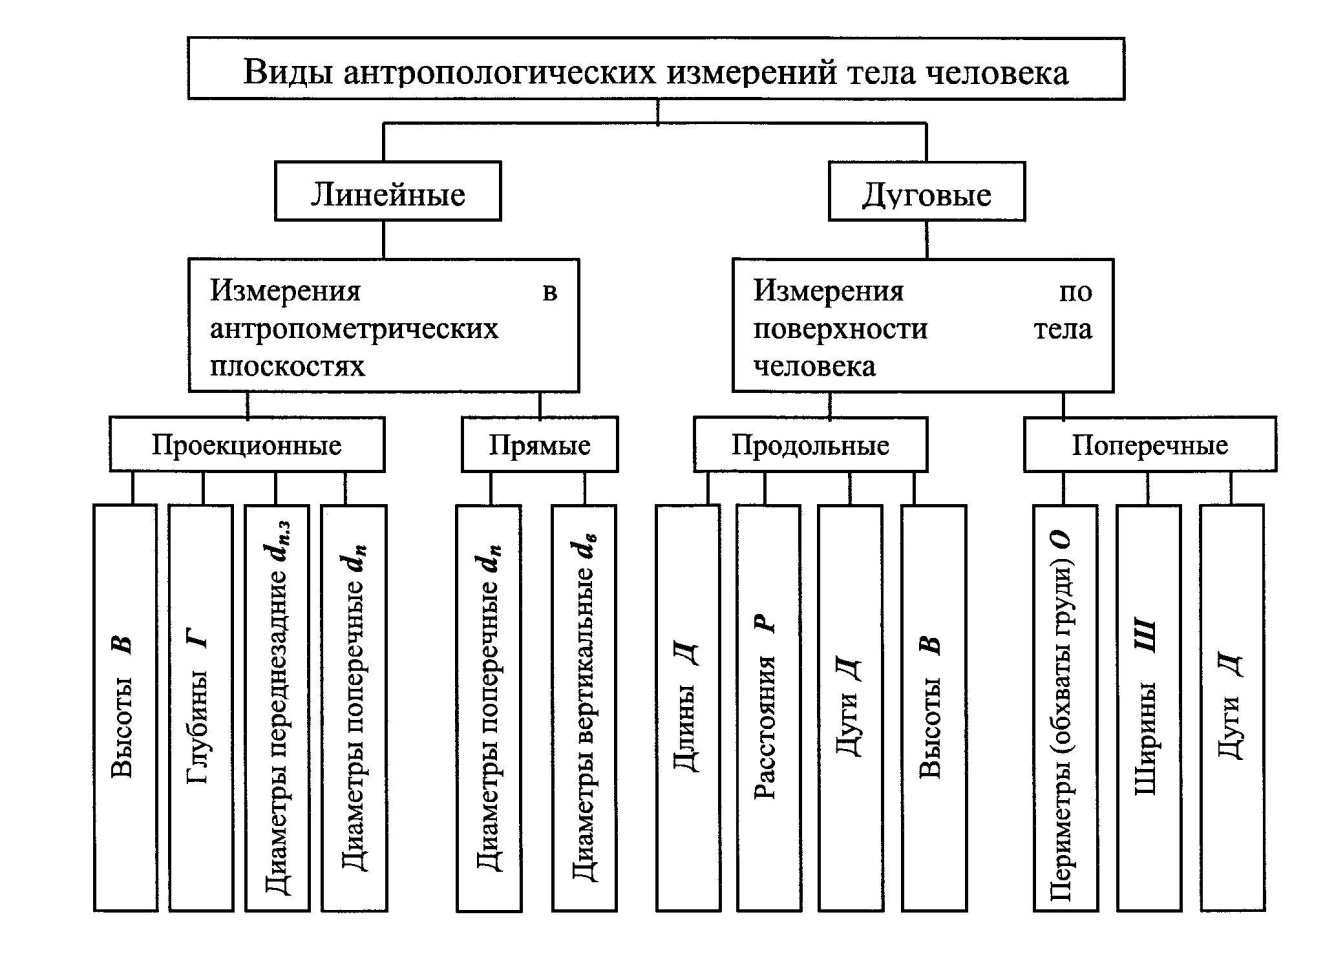 Виды антропологических измерений тела человека
Линейные
Дуговые
Измерения в
антропометрических
плоскостях
Измерения по
поверхности тела
человека
Проекционные
Прямые
Продольные
Поперечные
Высоты В
Глубины Г
Диаметры переднезадние dп.з
Диаметры поперечные dп
Диаметры поперечные dп
Диаметры вертикальные dв
Длины Д
Расстояния Р
Дуги Д
Высоты В
Периметры (обхваты груди) О
Ширины Ш
Дуги Д